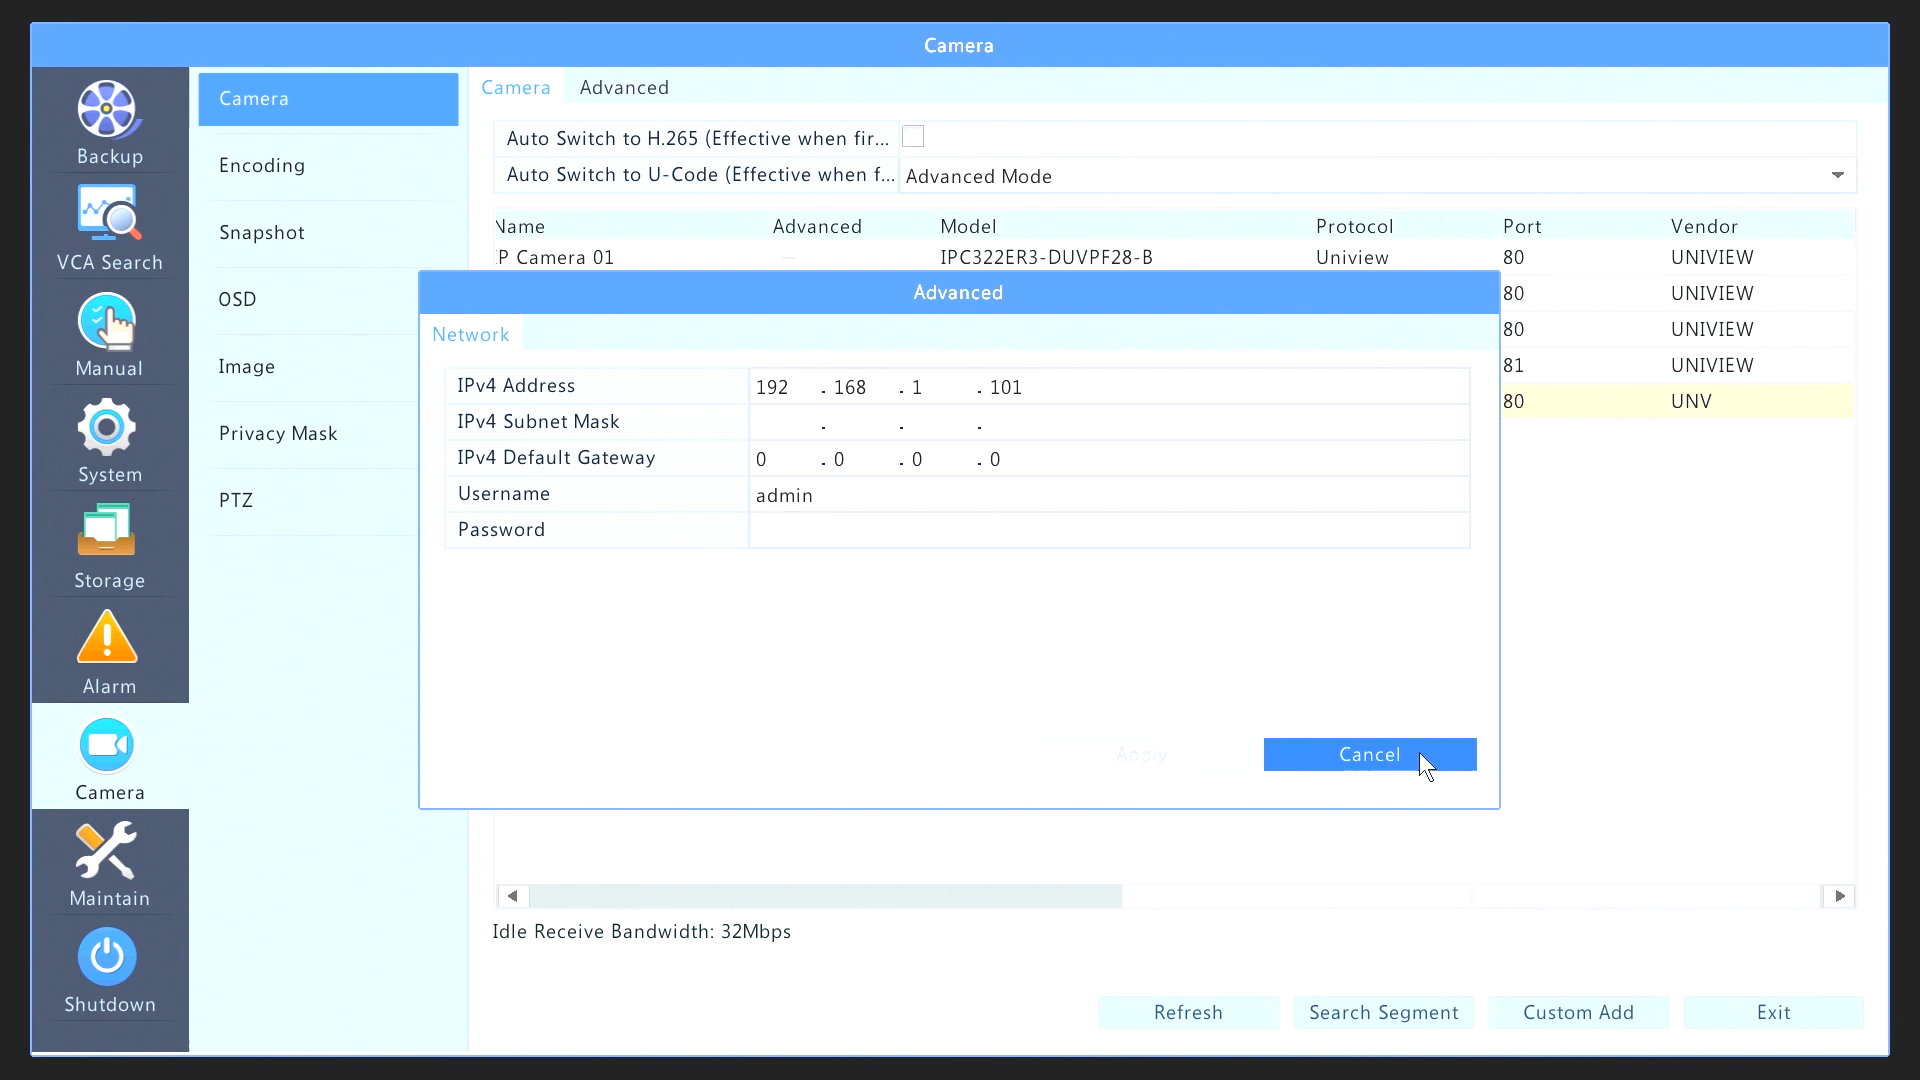 Camera
Backup
VCA Search
Manual
System
Storage
Alarm
Camera
Maintain
Shutdown
Camera
Encoding
Snapshot
OSD
Image
Privacy Mask
PTZ
Camera Advanced
Auto Switch to H.265 (Effective when fir...
Auto Switch to U-Code (Effective when f... Advanced Mode
Name Advanced Model Protocol Port Vendor
P Camera 01 — IPC322ER3-DUVPF28-B Uniview 80 UNIVIEW
80 UNIVIEW
80 UNIVIEW
81 UNIVIEW
80 UNV
Advanced
Network
IPv4 Address 192 . 168 . 1 . 101
IPv4 Subnet Mask . . .
IPv4 Default Gateway 0 . 0 . 0 . 0
Username admin
Password
Apply Cancel
Idle Receive Bandwidth: 32Mbps
Refresh Search Segment Custom Add Exit